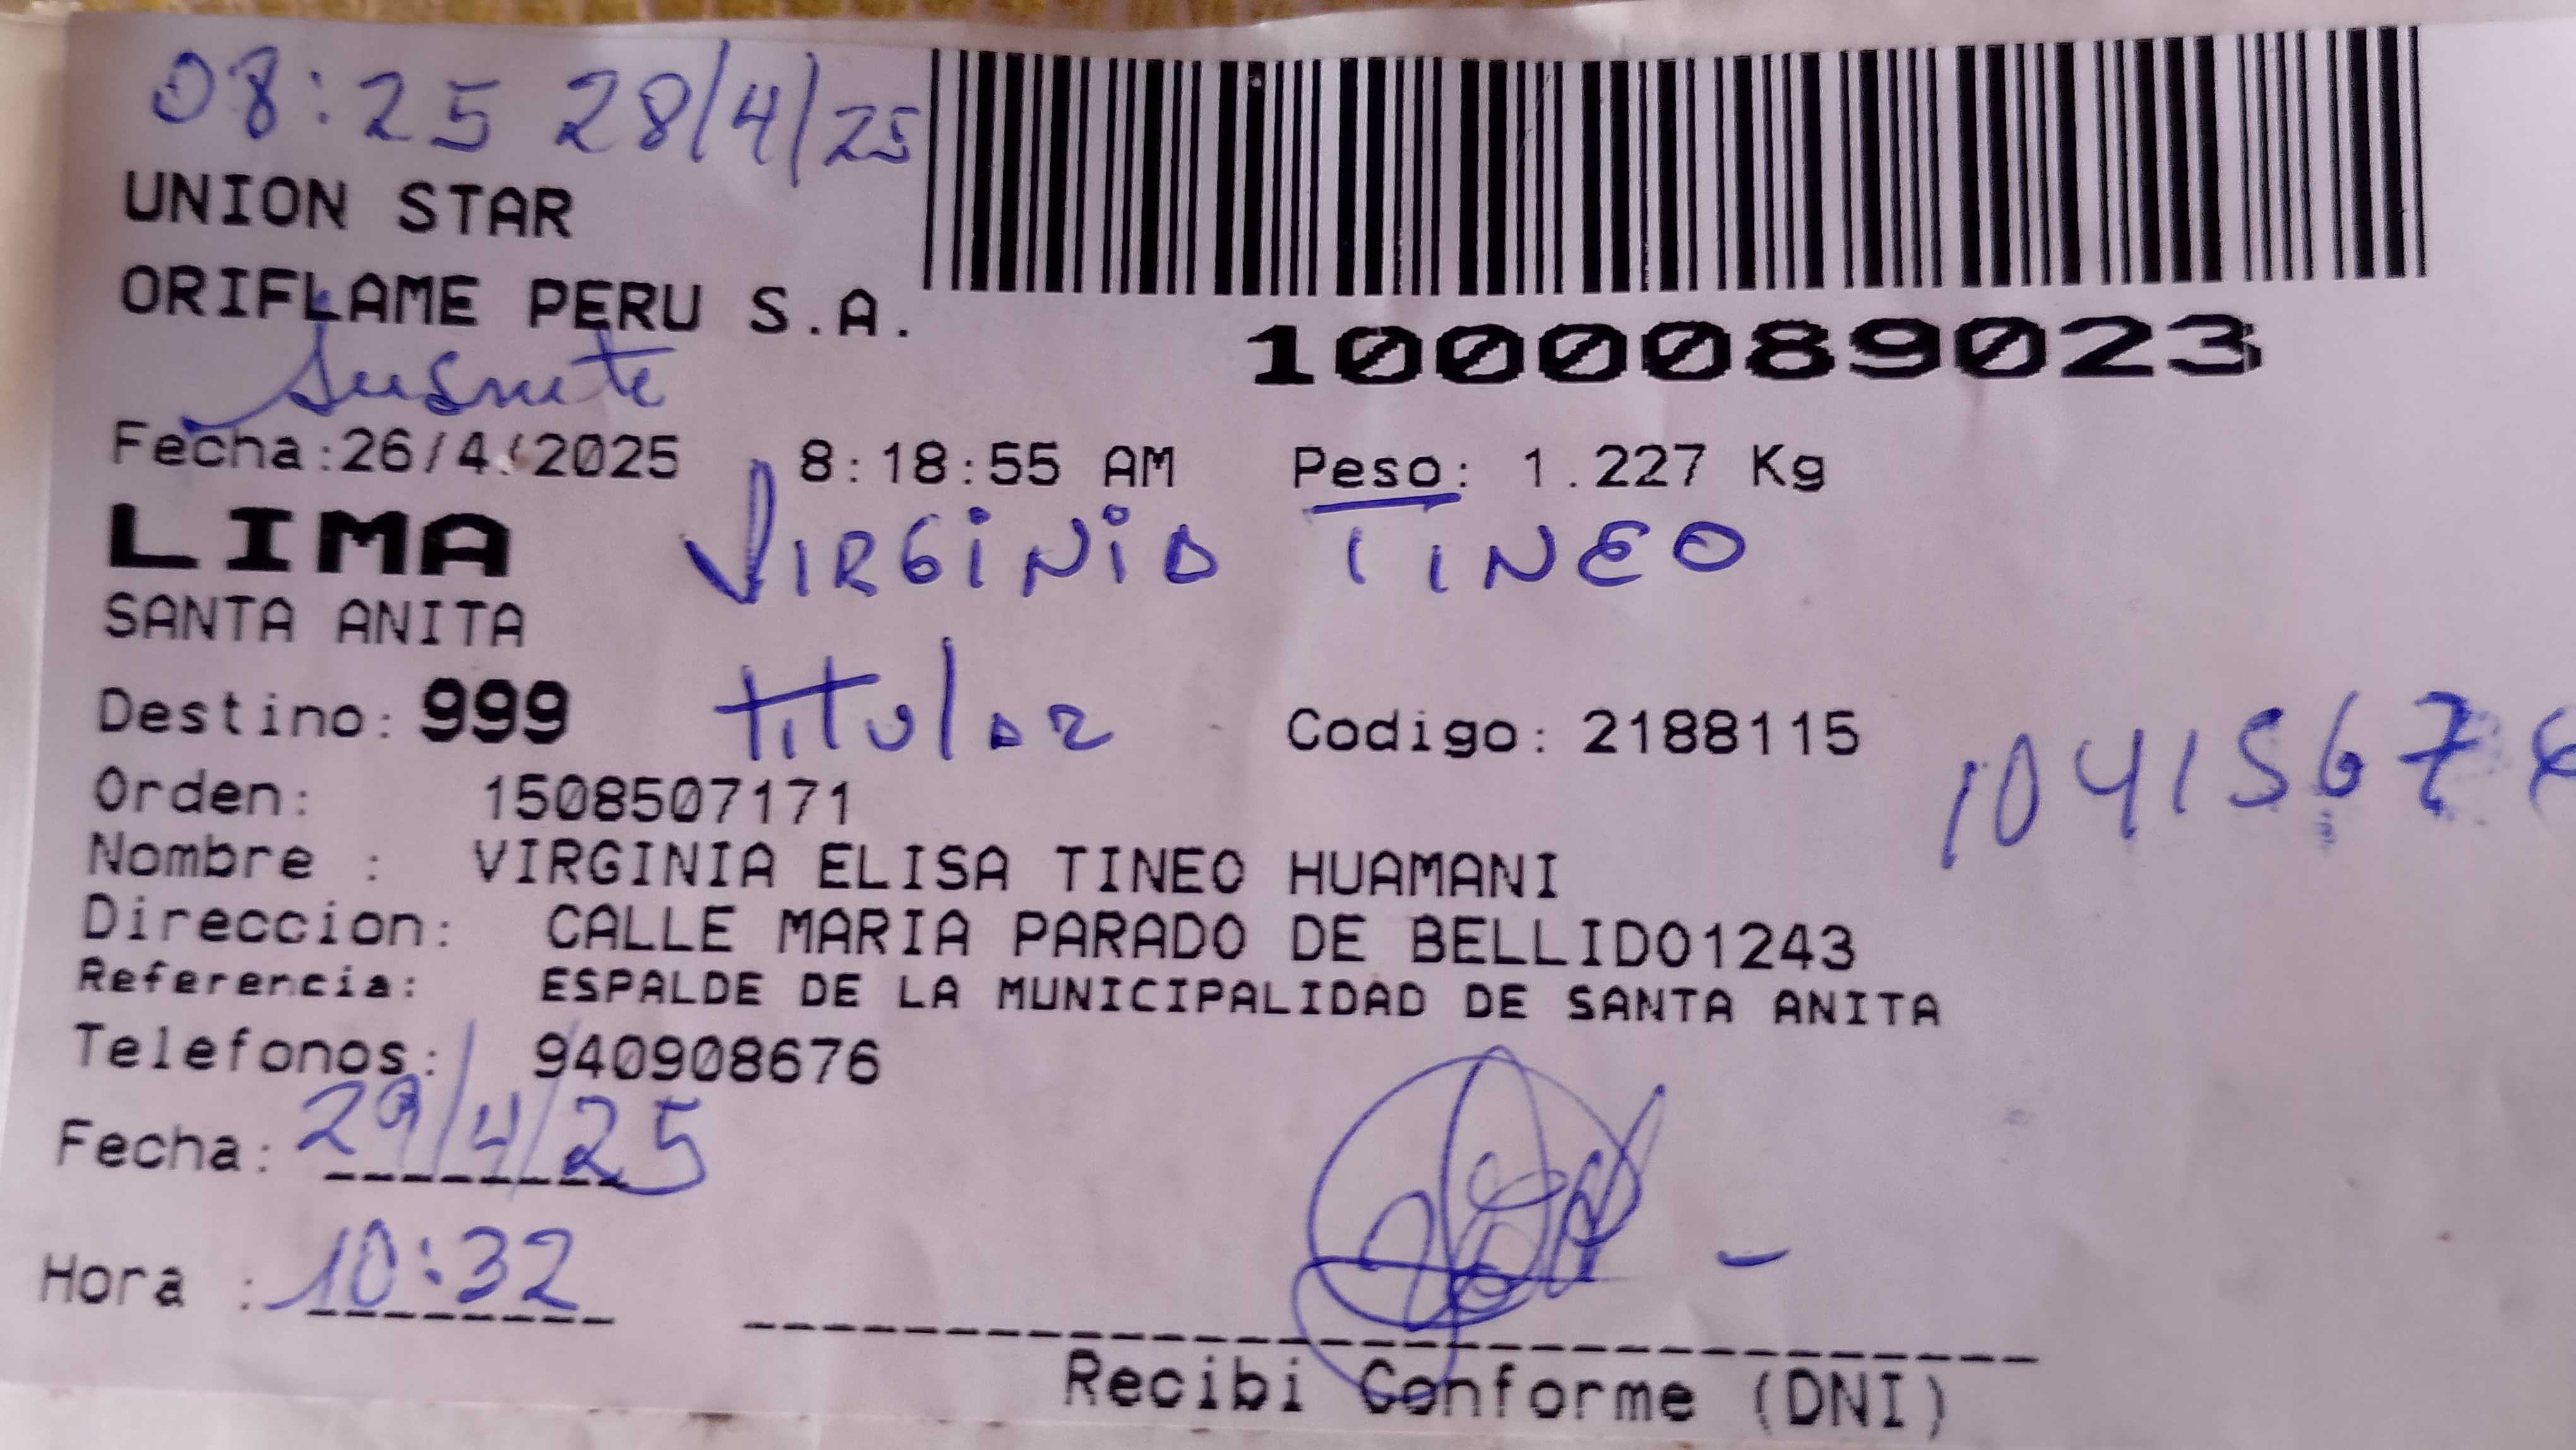 08:25 28/4/25
UNION STAR
ORIFLAME PERU S.A.
1000089023
Fecha:26/4/2025 8:18:55 AM Peso: 1.227 Kg
LIMA VIRGiNiA TINEO
SANTA ANITA
Destino: 999 titular Codigo: 2188115 1041567
Orden: 1508507171
Nombre : VIRGINIA ELISA TINEO HUAMANI
Direccion: CALLE MARIA PARADO DE BELLIDO1243
Referencia: ESPALDE DE LA MUNICIPALIDAD DE SANTA ANITA
Telefonos: 940908676
Fecha: 29/4/25
Hora : 10:32
Recibi Conforme (DNI)